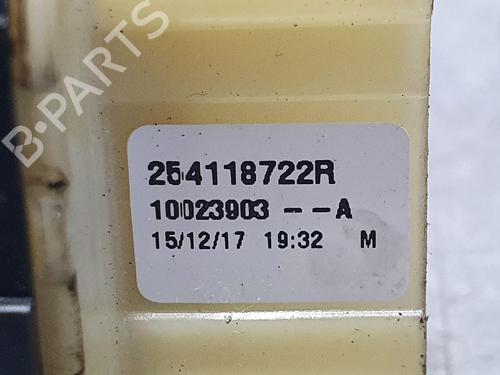 B-PARTS
254118722R
10023903 - - A
15/12/17 19:32 M